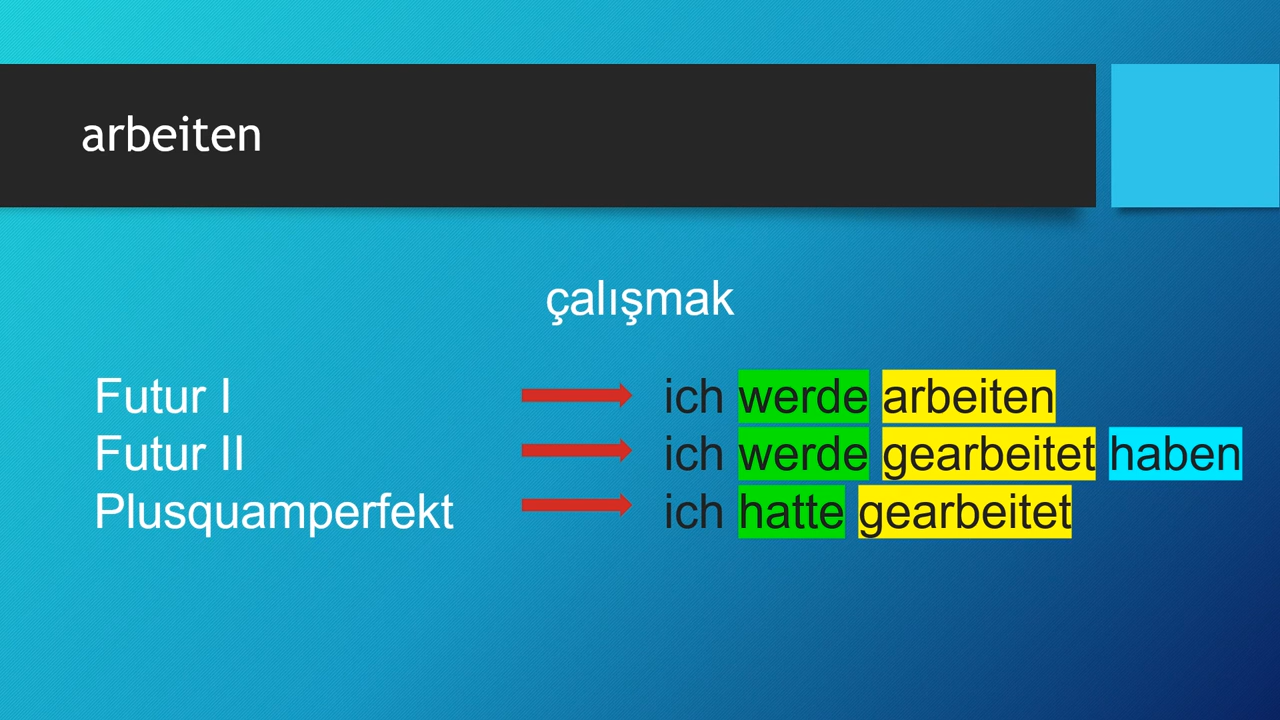 arbeiten
çalışmak
Futur I ich werde arbeiten
Futur II ich werde gearbeitet haben
Plusquamperfekt ich hatte gearbeitet